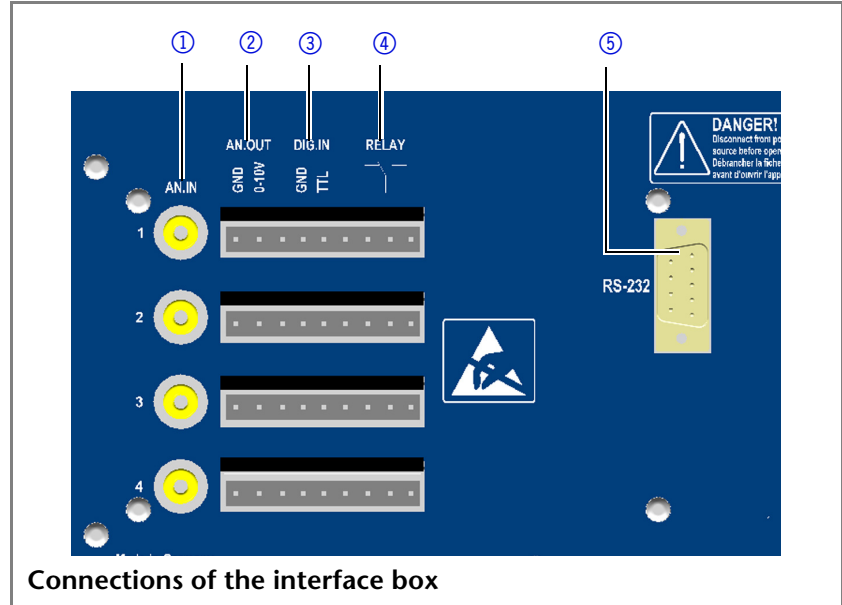 ① ② ③ ④ ⑤
AN.OUT DIG.IN RELAY
AN.IN
GND 0-10V GND TTL
DANGER!
Disconnect from po
source before open
Débrancher la fiche
avant d'ouvrir l'app
1
RS-232
2
3
4
Connections of the interface box